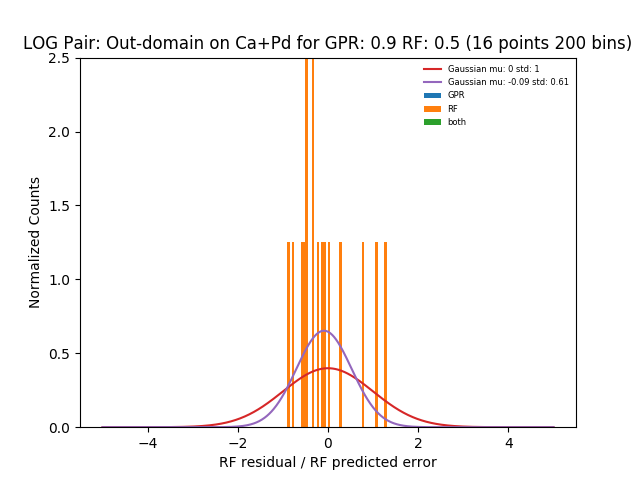 LOG Pair: Out-domain on Ca+Pd for GPR: 0.9 RF: 0.5 (16 points 200 bins)
Gaussian mu: 0 std: 1
Gaussian mu: -0.09 std: 0.61
GPR
RF
both
Normalized Counts
2.5
2.0
1.5
1.0
0.5
0.0
−4 −2 0 2 4
RF residual / RF predicted error